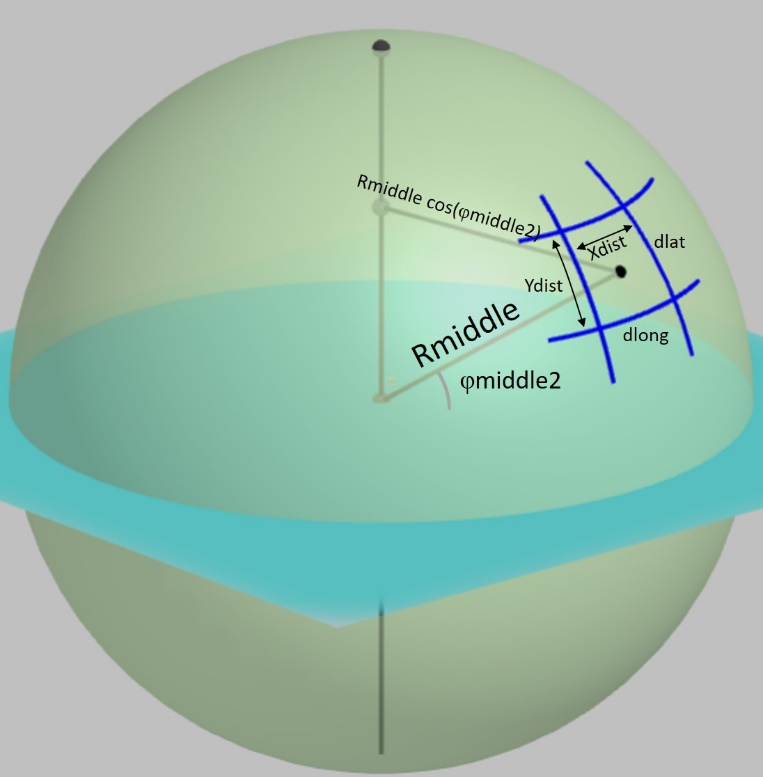 Rmiddle cos(φmiddle2)
Xdist
dlat
Ydist
Rmiddle
dlong
φmiddle2